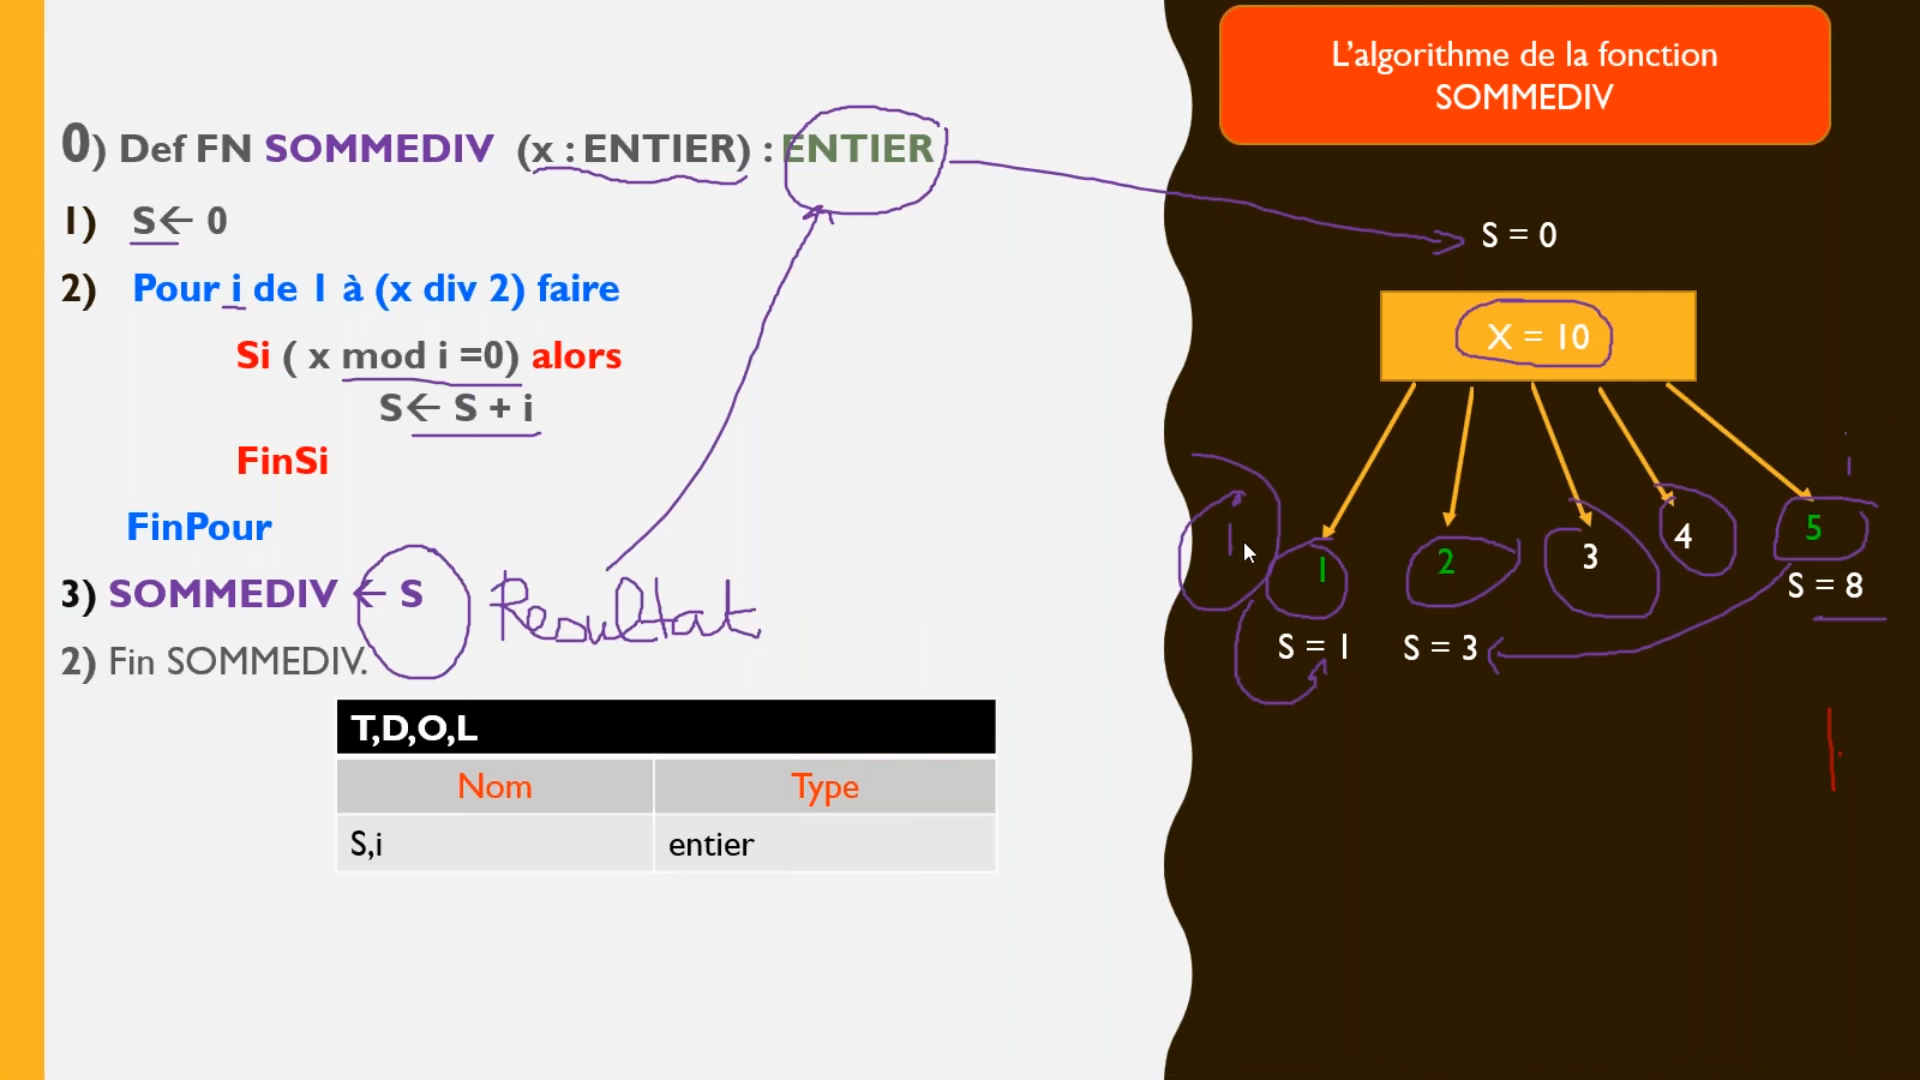 L'algorithme de la fonction
SOMMEDIV
0) Def FN SOMMEDIV (x : ENTIER) : ENTIER
1) S← 0
2) Pour i de 1 à (x div 2) faire
Si ( x mod i =0) alors
S← S + i
FinSi
FinPour
3) SOMMEDIV ← S Resultat
2) Fin SOMMEDIV.
T,D,O,L
Nom Type
S,i entier
S = 0
X = 10
1 1 2 3 4 5
S = 1 S = 3 S = 8